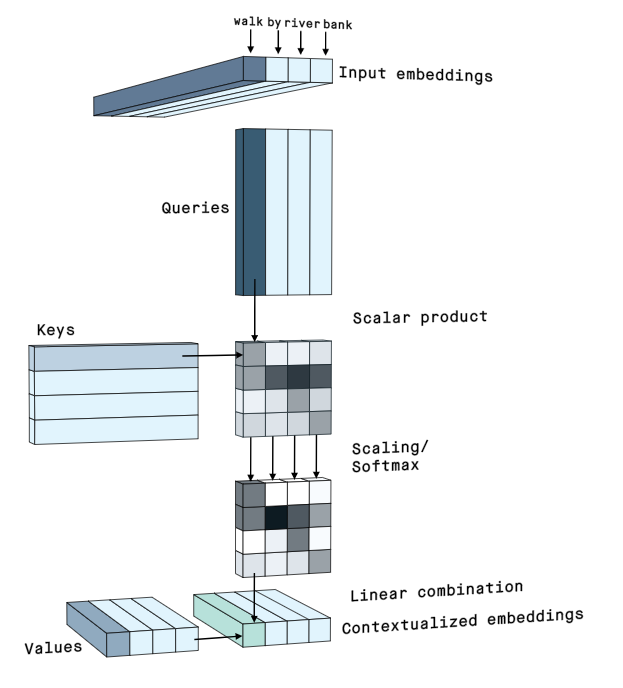 walk by river bank
Input embeddings
Queries
Scalar product
Keys
Scaling/
Softmax
Linear combination
Contextualized embeddings
Values